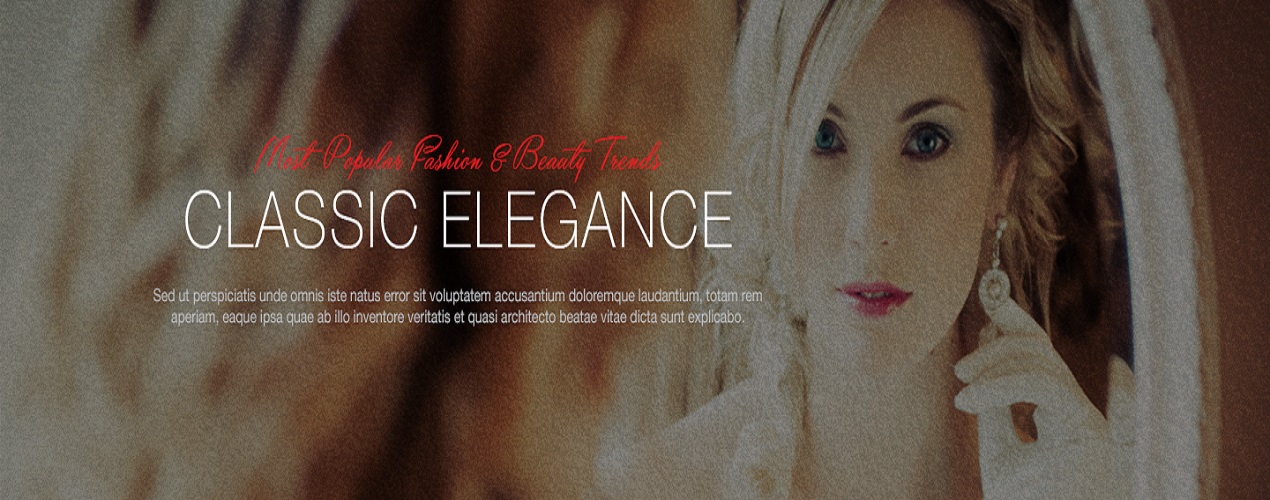 Most Popular Fashion & Beauty Trends
CLASSIC ELEGANCE
Sed ut perspiciatis unde omnis iste natus error sit voluptatem accusantium doloremque laudantium, totam rem
aperiam, eaque ipsa quae ab illo inventore veritatis et quasi architecto beatae vitae dicta sunt explicabo.